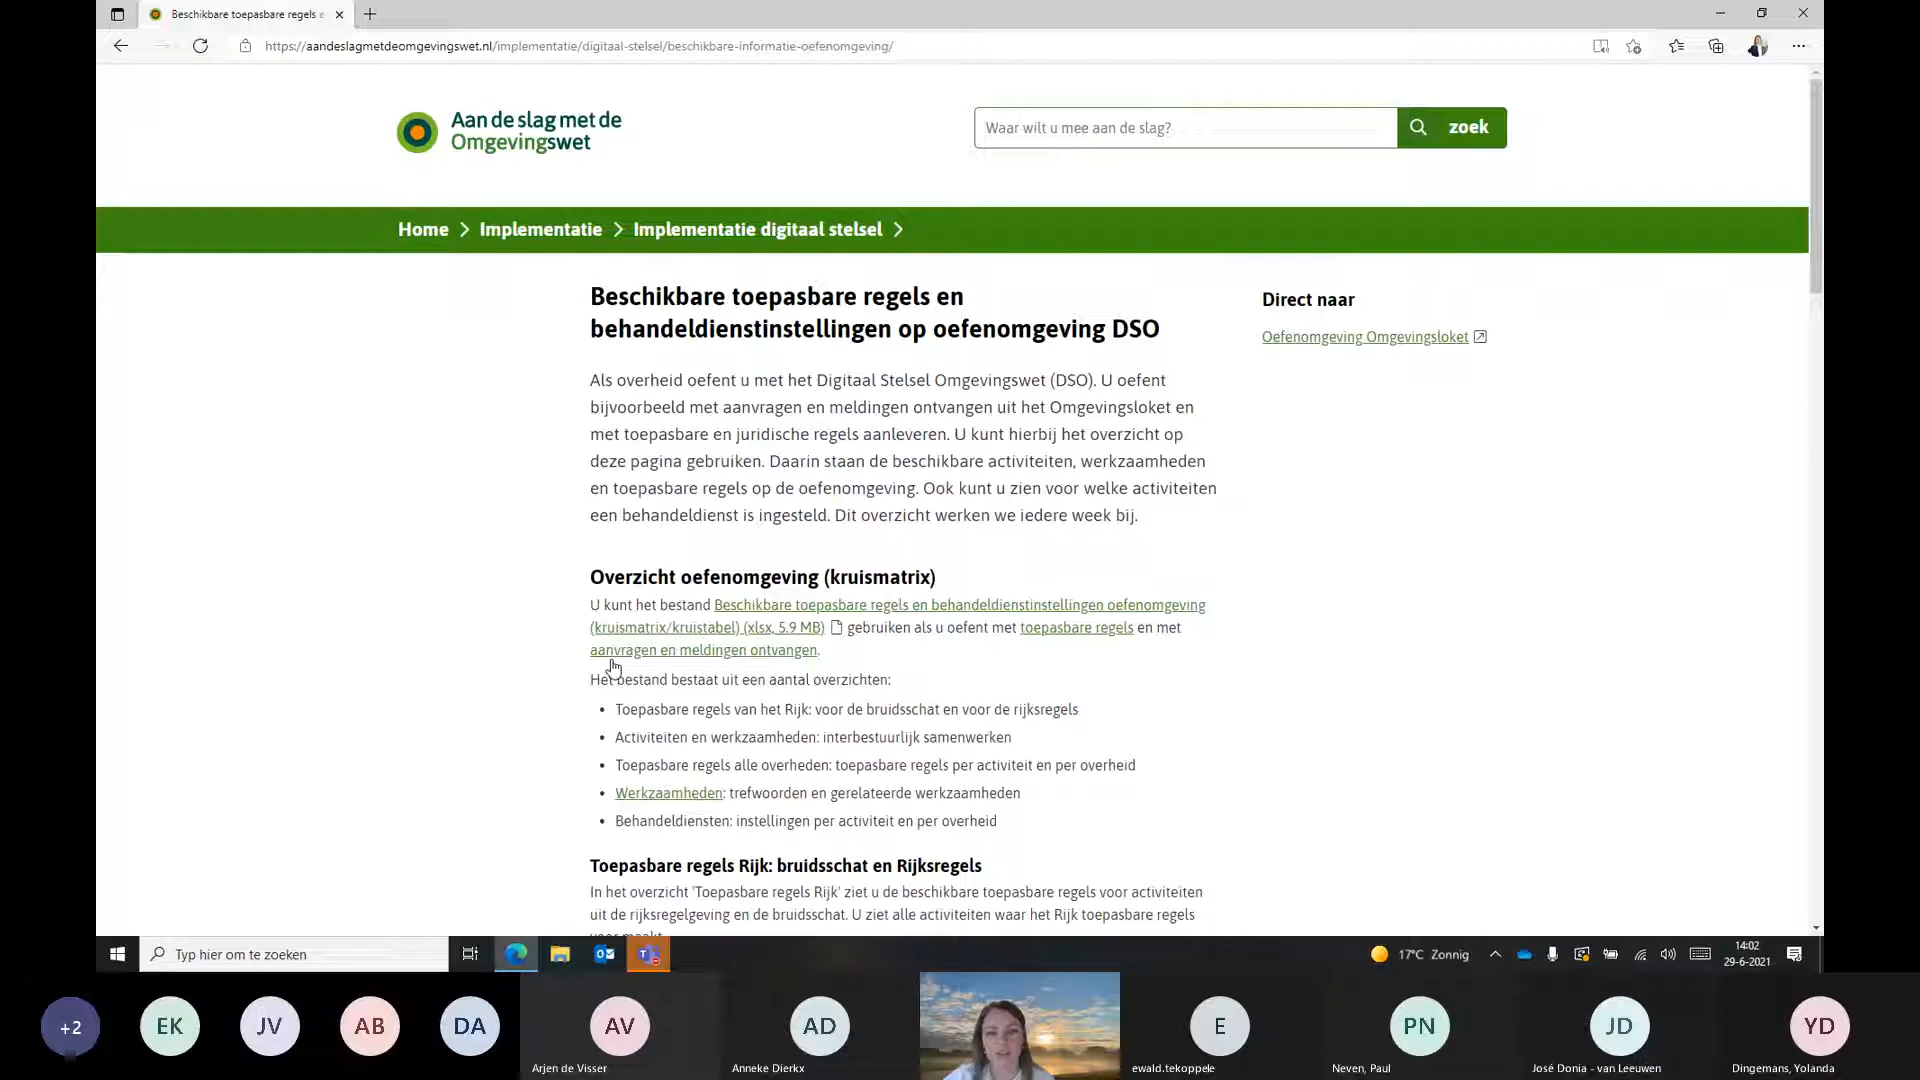 Beschikbare toepasbare regels e
https://aandeslagmetdeomgevingswet.nl/implementatie/digitaal-stelsel/beschikbare-informatie-oefenomgeving/
Aan de slag met de
Omgevingswet
Waar wilt u mee aan de slag?
zoek
Home
Implementatie
Implementatie digitaal stelsel
Beschikbare toepasbare regels en
behandeldienstinstellingen op oefenomgeving DSO
Als overheid oefent u met het Digitaal Stelsel Omgevingswet (DSO). U oefent
bijvoorbeeld met aanvragen en meldingen ontvangen uit het Omgevingsloket en
met toepasbare en juridische regels aanleveren. U kunt hierbij het overzicht op
deze pagina gebruiken. Daarin staan de beschikbare activiteiten, werkzaamheden
en toepasbare regels op de oefenomgeving. Ook kunt u zien voor welke activiteiten
een behandeldienst is ingesteld. Dit overzicht werken we iedere week bij.
Direct naar
Oefenomgeving Omgevingsloket
Overzicht oefenomgeving (kruismatrix)
U kunt het bestand Beschikbare toepasbare regels en behandeldienstinstellingen oefenomgeving
(kruismatrix/kruistabel) (xlsx, 5.9 MB) gebruiken als u oefent met toepasbare regels en met
aanvragen en meldingen ontvangen.
Het bestand bestaat uit een aantal overzichten:
• Toepasbare regels van het Rijk: voor de bruidsschat en voor de rijksregels
• Activiteiten en werkzaamheden: interbestuurlijk samenwerken
• Toepasbare regels alle overheden: toepasbare regels per activiteit en per overheid
• Werkzaamheden: trefwoorden en gerelateerde werkzaamheden
• Behandeldiensten: instellingen per activiteit en per overheid
Toepasbare regels Rijk: bruidsschat en Rijksregels
In het overzicht 'Toepasbare regels Rijk' ziet u de beschikbare toepasbare regels voor activiteiten
uit de rijksregelgeving en de bruidsschat. U ziet alle activiteiten waar het Rijk toepasbare regels
voor maakt.
Typ hier om te zoeken
17°C Zonnig
14:02
29-6-2021
+2
EK
JV
AB
DA
AV
AD
E
PN
JD
YD
Arjen de Visser
Anneke Dierkx
ewald.tekoppele
Neven, Paul
José Donia - van Leeuwen
Dingemans, Yolanda